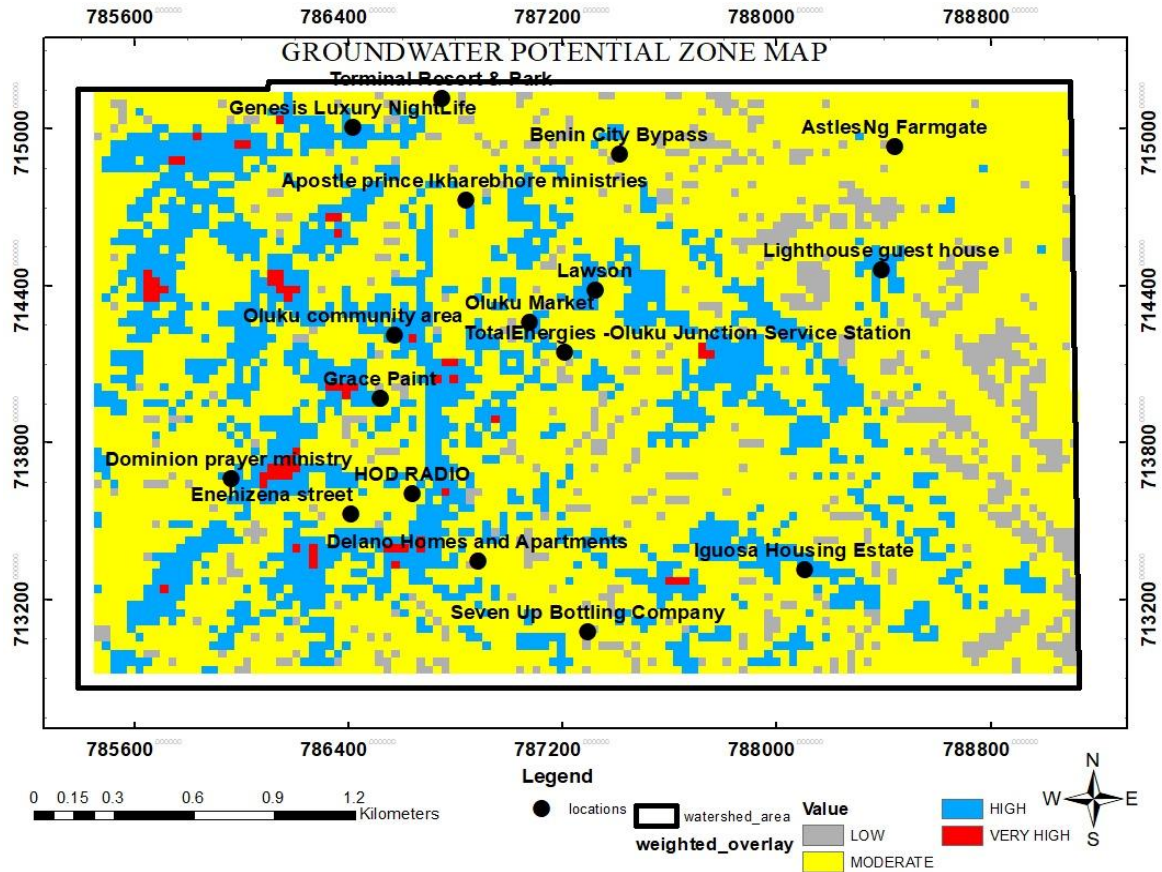 785600 786400 787200 788000 788800
GROUNDWATER POTENTIAL ZONE MAP
Terminal Resort & Park
Genesis Luxury NightLife
715000
Benin City Bypass
AstlesNg Farmgate
715000
Apostle prince Ikharebhore ministries
Lighthouse guest house
714400
Lawson
714400
Oluku Market
Oluku community area
TotalEnergies -Oluku Junction Service Station
Grace Paint
713800
713800
Dominion prayer ministry
HOD RADIO
Enehizena street
Delano Homes and Apartments
Iguosa Housing Estate
713200
713200
Seven Up Bottling Company
785600 786400 787200 788000 788800
Legend
0 0.15 0.3 0.6 0.9 1.2
Kilometers
locations
watershed_area
weighted_overlay
Value
LOW
MODERATE
HIGH
VERY HIGH
N
W E
S